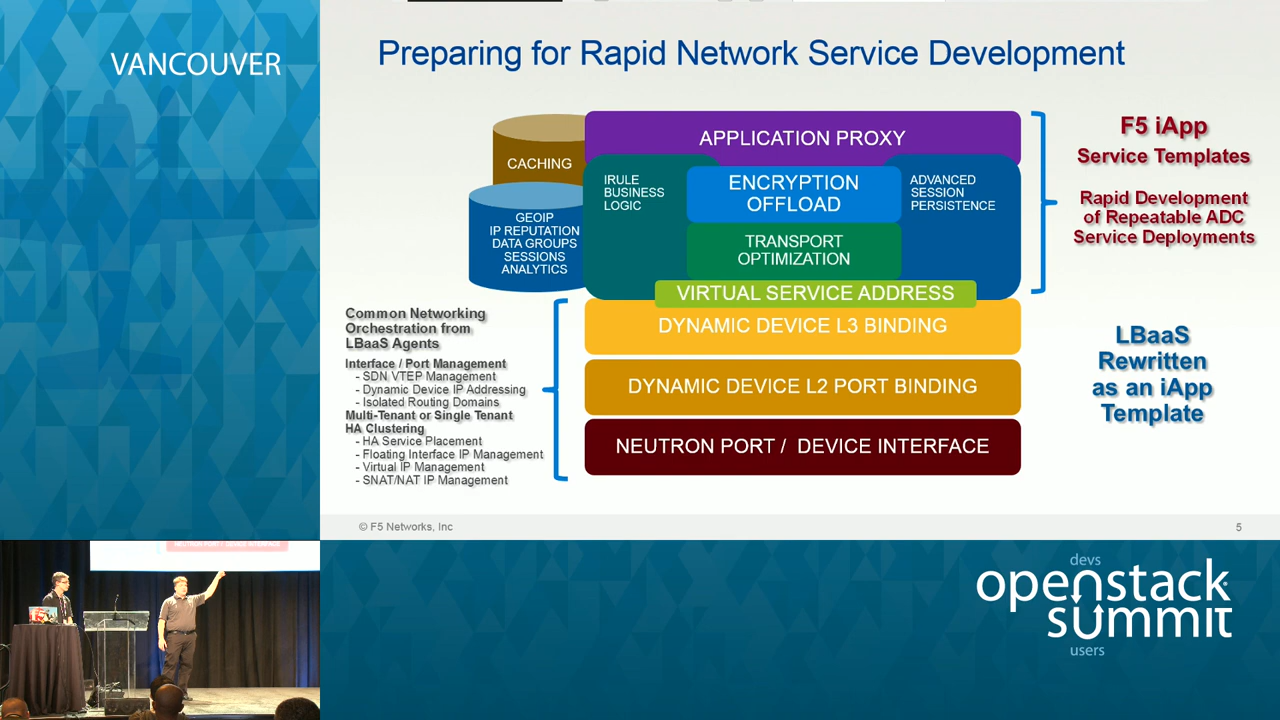 VANCOUVER
Preparing for Rapid Network Service Development
CACHING
GEOIP
IP REPUTATION
DATA GROUPS
SESSIONS
ANALYTICS
APPLICATION PROXY
IRULE
BUSINESS
LOGIC
ENCRYPTION
OFFLOAD
ADVANCED
SESSION
PERSISTENCE
TRANSPORT
OPTIMIZATION
VIRTUAL SERVICE ADDRESS
DYNAMIC DEVICE L3 BINDING
DYNAMIC DEVICE L2 PORT BINDING
NEUTRON PORT / DEVICE INTERFACE
F5 iApp
Service Templates
Rapid Development
of Repeatable ADC
Service Deployments
LBaaS
Rewritten
as an iApp
Template
Common Networking
Orchestration from
LBaaS Agents
Interface / Port Management
- SDN VTEP Management
- Dynamic Device IP Addressing
- Isolated Routing Domains
Multi-Tenant or Single Tenant
HA Clustering
- HA Service Placement
- Floating Interface IP Management
- Virtual IP Management
- SNAT/NAT IP Management
© F5 Networks, Inc
5
NEUTRON PORT / DEVICE INTERFACE
devs
openstack
summit
users